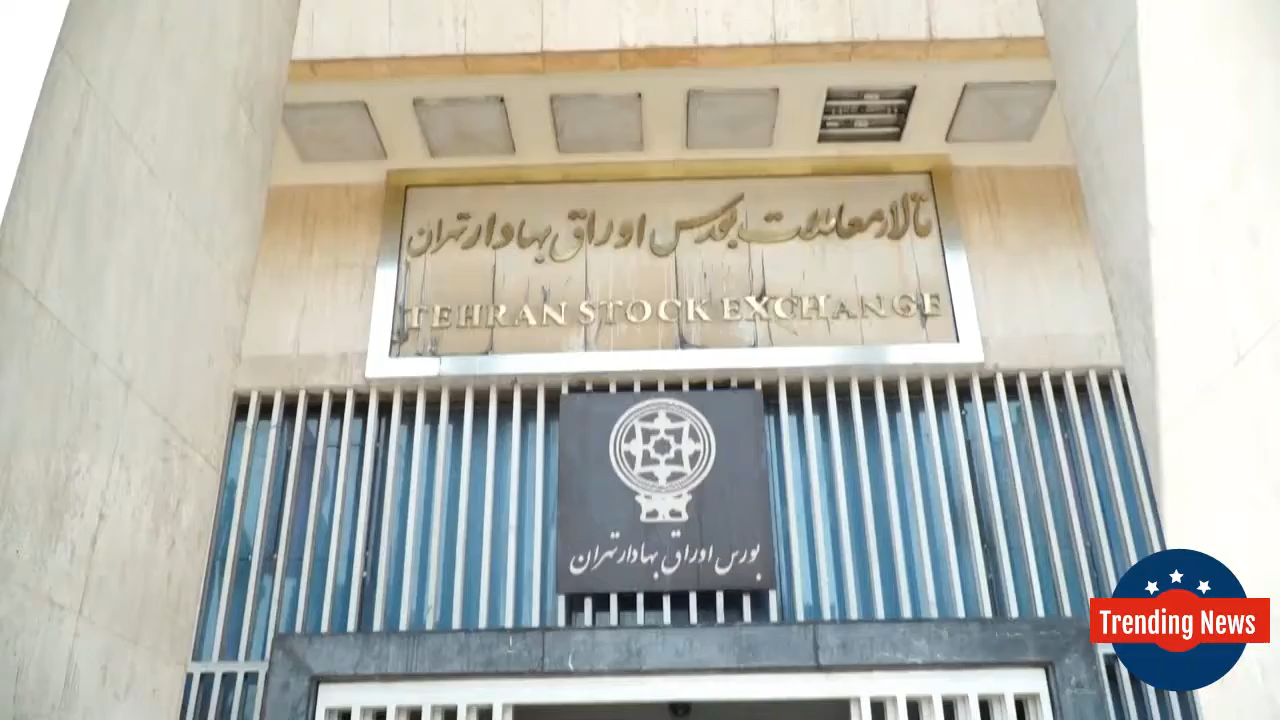 تالار معاملات بورس اوراق بهادار تهران
TEHRAN STOCK EXCHANGE
بورس اوراق بهادار تهران
Trending News